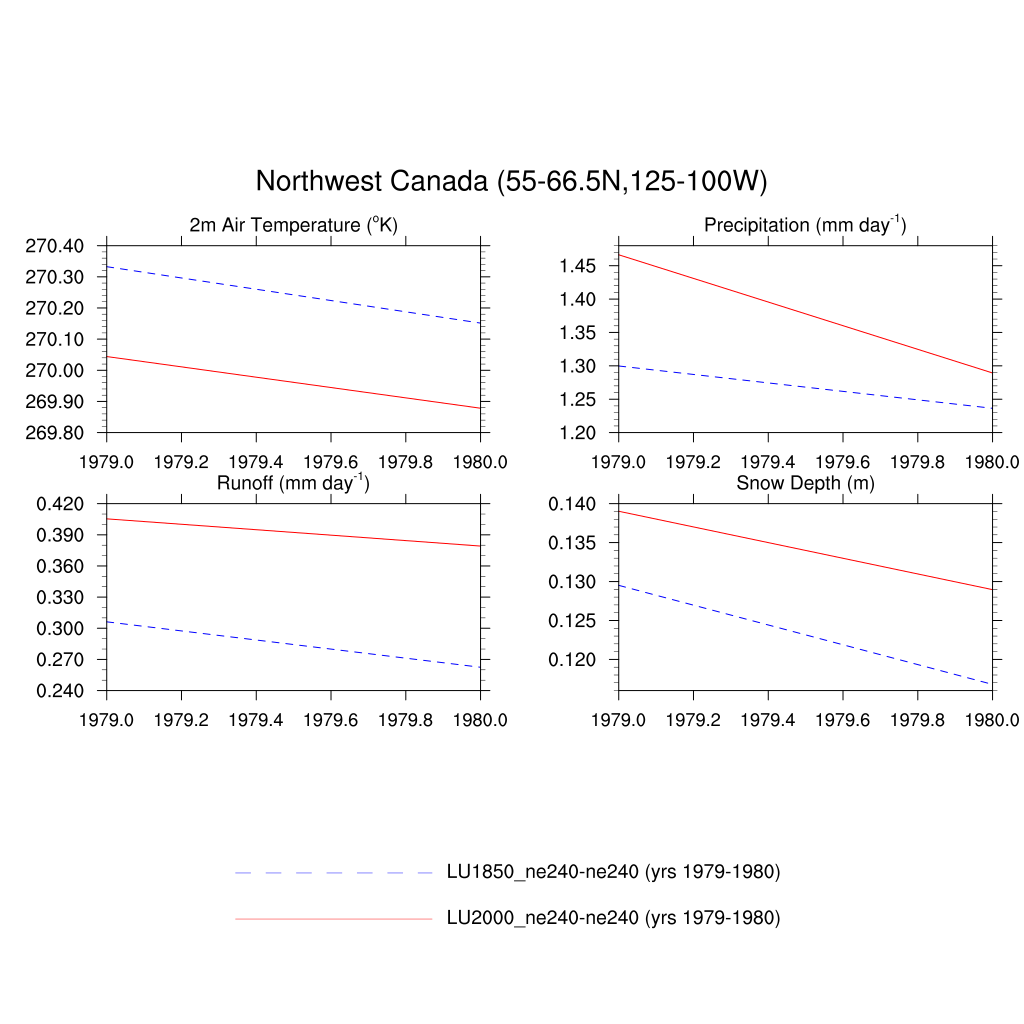 Northwest Canada (55-66.5N,125-100W)
2m Air Temperature (°K)
270.40
270.30
270.20
270.10
270.00
269.90
269.80
1979.0 1979.2 1979.4 1979.6 1979.8 1980.0
Precipitation (mm day⁻¹)
1.45
1.40
1.35
1.30
1.25
1.20
1979.0 1979.2 1979.4 1979.6 1979.8 1980.0
Runoff (mm day⁻¹)
0.420
0.390
0.360
0.330
0.300
0.270
0.240
1979.0 1979.2 1979.4 1979.6 1979.8 1980.0
Snow Depth (m)
0.140
0.135
0.130
0.125
0.120
1979.0 1979.2 1979.4 1979.6 1979.8 1980.0
LU1850_ne240-ne240 (yrs 1979-1980)
LU2000_ne240-ne240 (yrs 1979-1980)